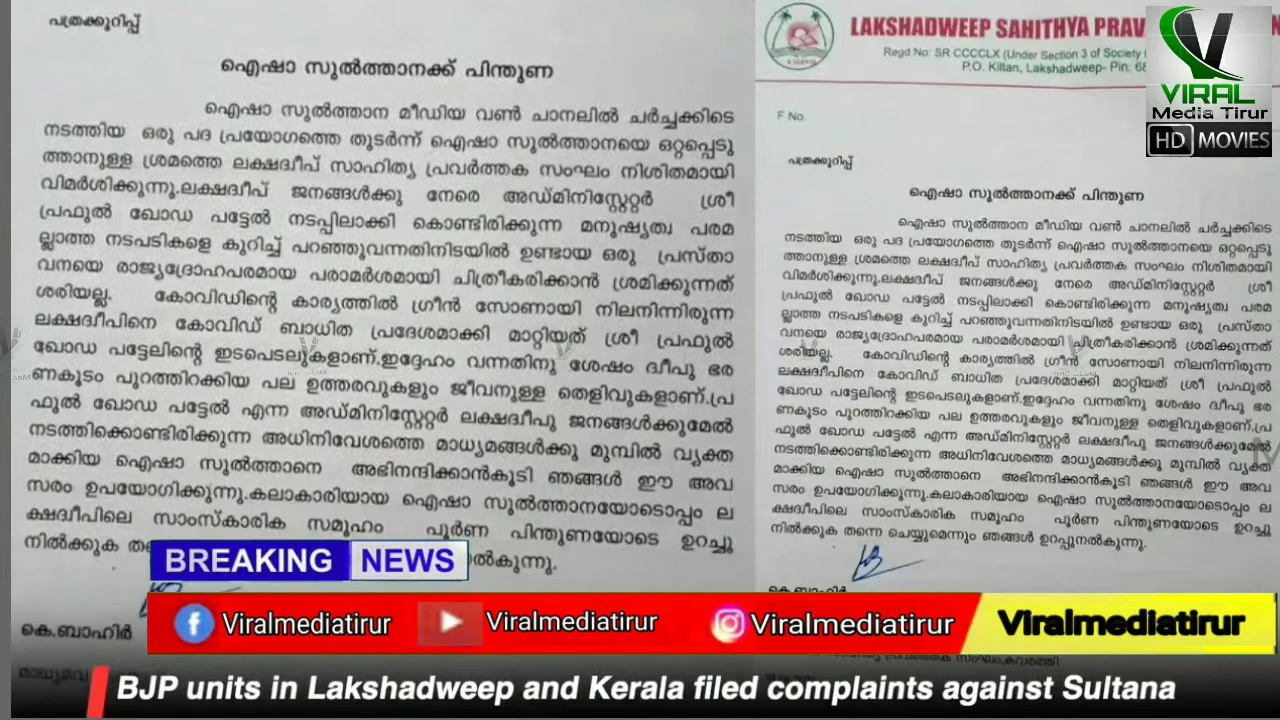 പത്രക്കുറിപ്പ്
ഐഷാ സുൽത്താനക്ക് പിന്തുണ
ഐഷാ സുൽത്താന മീഡിയ വൺ ചാനലിൽ ചർച്ചക്കിടെ
നടത്തിയ ഒരു പദ പ്രയോഗത്തെ തുടർന്ന് ഐഷാ സുൽത്താനയെ ഒറ്റപ്പെടു
ത്താനുള്ള ശ്രമത്തെ ലക്ഷദ്വീപ് സാഹിത്യ പ്രവർത്തക സംഘം നിശിതമായി
വിമർശിക്കുന്നു.ലക്ഷദ്വീപ് ജനങ്ങൾക്കു നേരെ അഡ്മിനിസ്റ്റേറ്റർ ശ്രീ
പ്രഫുൽ ഖോഡ പട്ടേൽ നടപ്പിലാക്കി കൊണ്ടിരിക്കുന്ന മനുഷ്യത്വ പരമ
ല്ലാത്ത നടപടികളെ കുറിച്ച് പറഞ്ഞുവന്നതിനിടയിൽ ഉണ്ടായ ഒരു പ്രസ്താ
വനയെ രാജ്യദ്രോഹപരമായ പരാമർശമായി ചിത്രീകരിക്കാൻ ശ്രമിക്കുന്നത്
ശരിയല്ല. കോവിഡിന്റെ കാര്യത്തിൽ ഗ്രീൻ സോണായി നിലനിന്നിരുന്ന
ലക്ഷദ്വീപിനെ കോവിഡ് ബാധിത പ്രദേശമാക്കി മാറ്റിയത് ശ്രീ പ്രഫുൽ
ഖോഡ പട്ടേലിന്റെ ഇടപെടലുകളാണ്.ഇദ്ദേഹം വന്നതിനു ശേഷം ദ്വീപു ഭര
ണകൂടം പുറത്തിറക്കിയ പല ഉത്തരവുകളും ജീവനുള്ള തെളിവുകളാണ്.പ്ര
ഫുൽ ഖോഡ പട്ടേൽ എന്ന അഡ്മിനിസ്റ്റേറ്റർ ലക്ഷദ്വീപു ജനങ്ങൾക്കുമേൽ
നടത്തിക്കൊണ്ടിരിക്കുന്ന അധിനിവേശത്തെ മാധ്യമങ്ങൾക്കു മുമ്പിൽ വ്യക്ത
മാക്കിയ ഐഷാ സുൽത്താനെ അഭിനന്ദിക്കാൻകൂടി ഞങ്ങൾ ഈ അവ
സരം ഉപയോഗിക്കുന്നു.കലാകാരിയായ ഐഷാ സുൽത്താനയോടൊപ്പം ല
ക്ഷദ്വീപിലെ സാംസ്കാരിക സമൂഹം പൂർണ പിന്തുണയോടെ ഉറച്ചു
നിൽക്കുക
കെ.ബാഹിർ
LAKSHADWEEP SAHITHYA
Regd No: SR CCCCLX (Under Section 3 of Society
P.O. Kiltan, Lakshadweep- Pin: 68
F No.
പത്രക്കുറിപ്പ്
ഐഷാ സുൽത്താനക്ക് പിന്തുണ
ഐഷാ സുൽത്താന മീഡിയ വൺ ചാനലിൽ ചർച്ചക്കിടെ
നടത്തിയ ഒരു പദ പ്രയോഗത്തെ തുടർന്ന് ഐഷാ സുൽത്താനയെ ഒറ്റപ്പെടു
ത്താനുള്ള ശ്രമത്തെ ലക്ഷദ്വീപ് സാഹിത്യ പ്രവർത്തക സംഘം നിശിതമായി
വിമർശിക്കുന്നു.ലക്ഷദ്വീപ് ജനങ്ങൾക്കു നേരെ അഡ്മിനിസ്റ്റേറ്റർ ശ്രീ
പ്രഫുൽ ഖോഡ പട്ടേൽ നടപ്പിലാക്കി കൊണ്ടിരിക്കുന്ന മനുഷ്യത്വ പരമ
ല്ലാത്ത നടപടികളെ കുറിച്ച് പറഞ്ഞുവന്നതിനിടയിൽ ഉണ്ടായ ഒരു പ്രസ്താ
വനയെ രാജ്യദ്രോഹപരമായ പരാമർശമായി ചിത്രീകരിക്കാൻ ശ്രമിക്കുന്നത്
ശരിയല്ല. കോവിഡിന്റെ കാര്യത്തിൽ ഗ്രീൻ സോണായി നിലനിന്നിരുന്ന
ലക്ഷദ്വീപിനെ കോവിഡ് ബാധിത പ്രദേശമാക്കി മാറ്റിയത് ശ്രീ പ്രഫുൽ
ഖോഡ പട്ടേലിന്റെ ഇടപെടലുകളാണ്.ഇദ്ദേഹം വന്നതിനു ശേഷം ദ്വീപു ഭര
ണകൂടം പുറത്തിറക്കിയ പല ഉത്തരവുകളും ജീവനുള്ള തെളിവുകളാണ്.പ്ര
ഫുൽ ഖോഡ പട്ടേൽ എന്ന അഡ്മിനിസ്റ്റേറ്റർ ലക്ഷദ്വീപു ജനങ്ങൾക്കുമേൽ
നടത്തിക്കൊണ്ടിരിക്കുന്ന അധിനിവേശത്തെ മാധ്യമങ്ങൾക്കു മുമ്പിൽ വ്യക്ത
മാക്കിയ ഐഷാ സുൽത്താനെ അഭിനന്ദിക്കാൻകൂടി ഞങ്ങൾ ഈ അവ
സരം ഉപയോഗിക്കുന്നു.കലാകാരിയായ ഐഷാ സുൽത്താനയോടൊപ്പം ല
ക്ഷദ്വീപിലെ സാംസ്കാരിക സമൂഹം പൂർണ പിന്തുണയോടെ ഉറച്ചു
നിൽക്കുക തന്നെ ചെയ്യുമെന്നും ഞങ്ങൾ ഉറപ്പുനൽകുന്നു.
കെ.ബാഹിർ
VIRAL
Media Tirur
HD MOVIES
BREAKING NEWS
Viralmediatirur Viralmediatirur Viralmediatirur Viralmediatirur
BJP units in Lakshadweep and Kerala filed complaints against Sultana